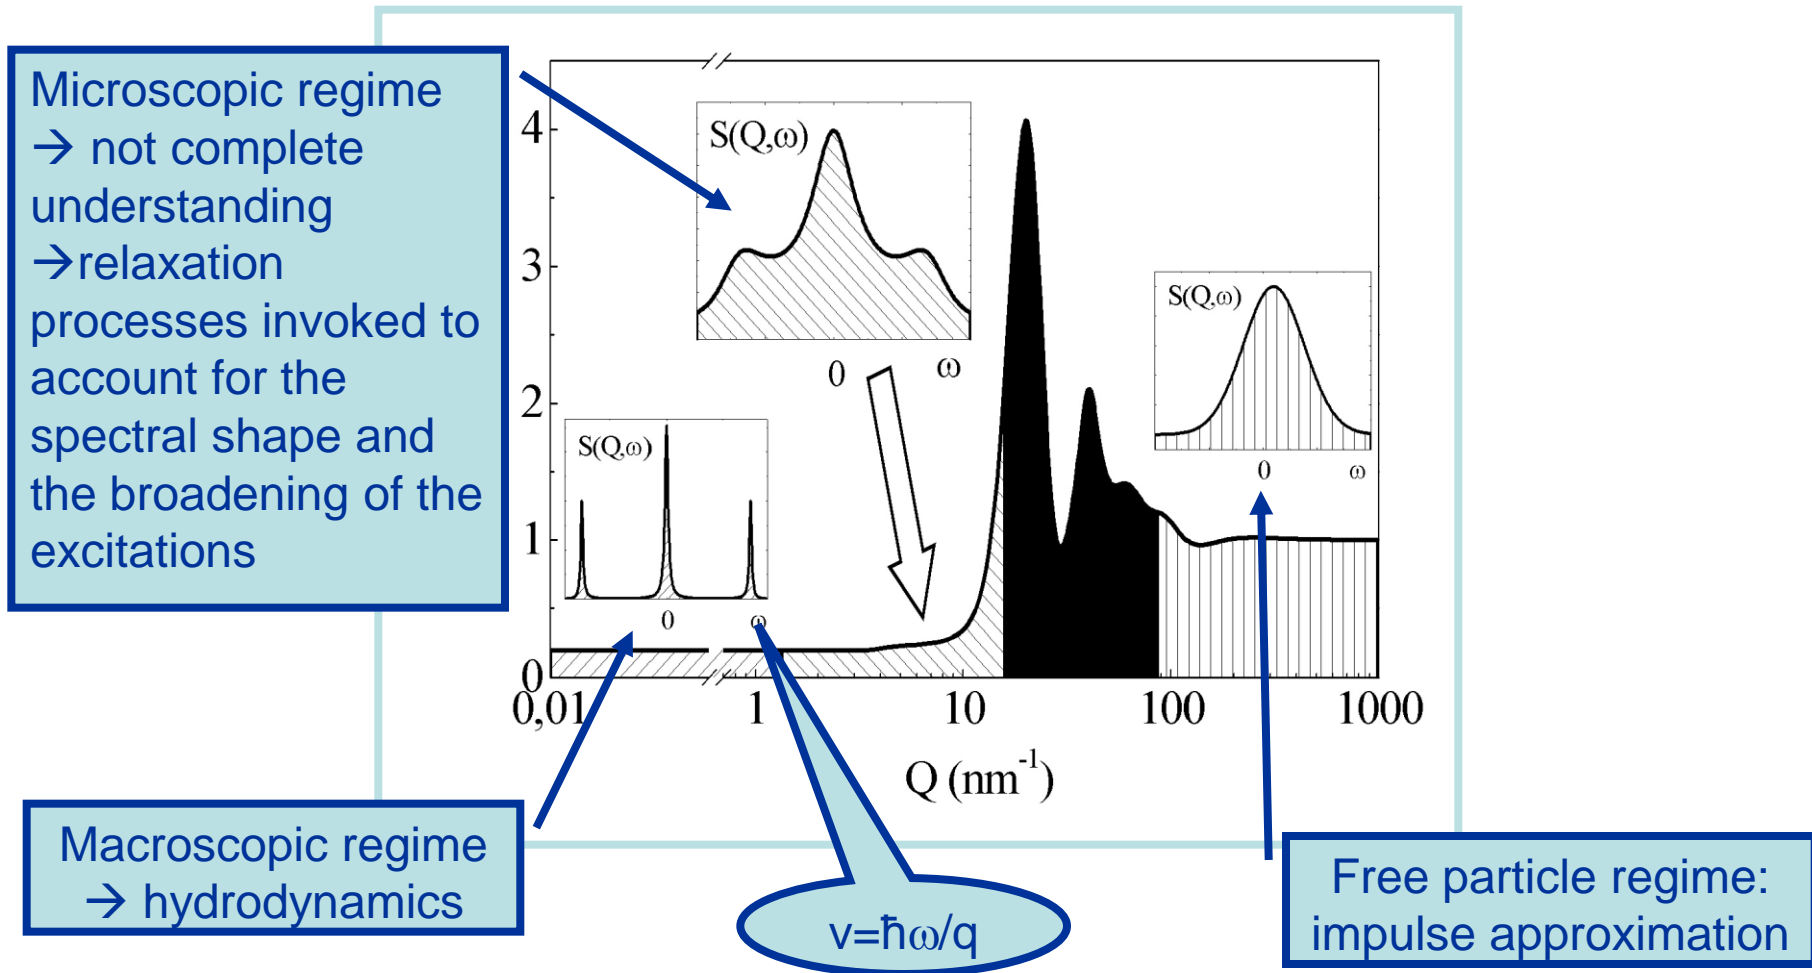 Microscopic regime
→ not complete
understanding
→relaxation
processes invoked to
account for the
spectral shape and
the broadening of the
excitations
4
3
2
1
0
S(Q,ω)
0 ω
S(Q,ω)
0 ω
S(Q,ω)
0 ω
0,01 1 10 100 1000
Q (nm⁻¹)
Macroscopic regime
→ hydrodynamics
v=ħω/q
Free particle regime:
impulse approximation